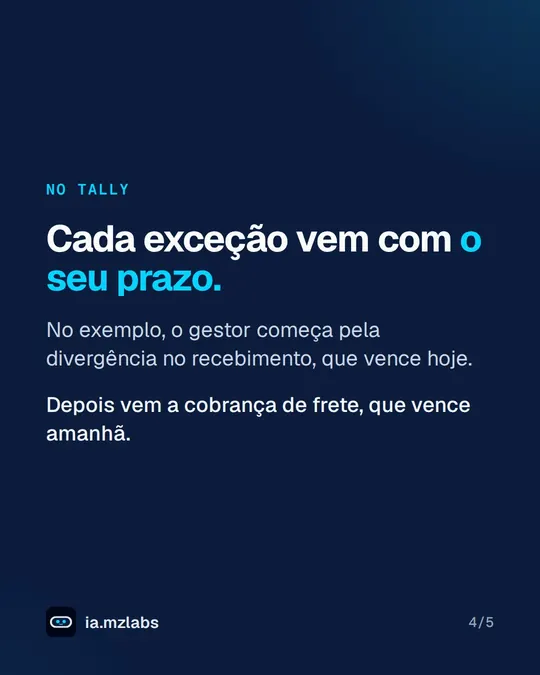 NO TALLY
Cada exceção vem com o
seu prazo.
No exemplo, o gestor começa pela
divergência no recebimento, que vence hoje.
Depois vem a cobrança de frete, que vence
amanhã.
ia.mzlabs
4/5